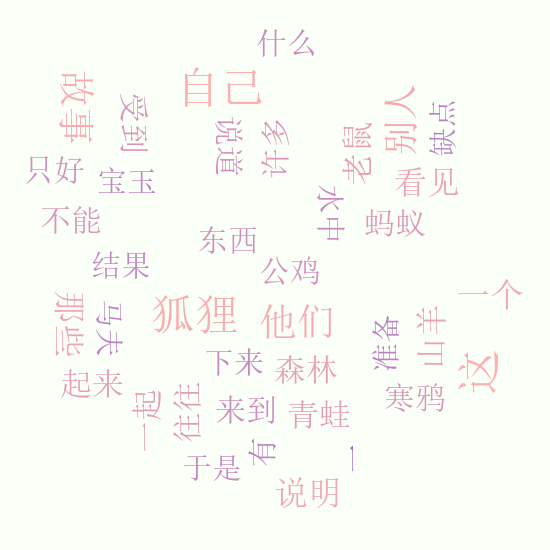 什么
自己
故事
受到
说道
许多
老鼠
别人
缺点
只好
宝玉
看见
不能
水中
蚂蚁
东西
结果
公鸡
一个
那些
马夫
狐狸
他们
准备
山羊
这
下来
森林
起来
寒鸦
一起
往往
来到
青蛙
于是
有
一
说明